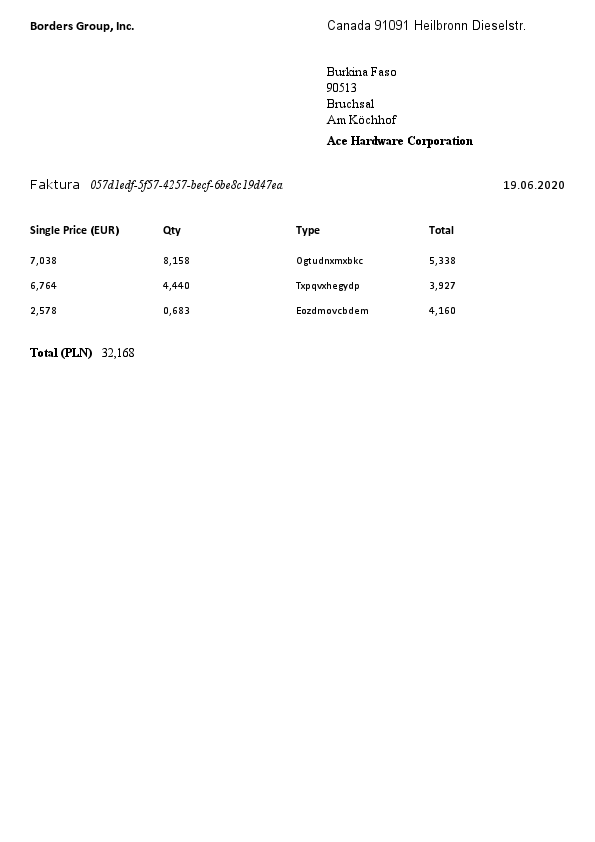 Borders Group, Inc.
Canada 91091 Heilbronn Dieselstr.
Burkina Faso
90513
Bruchsal
Am Köchhof
Ace Hardware Corporation
Faktura 057d1edf-5f57-4257-becf-6be8c19d47ea 19.06.2020
Single Price (EUR) Qty Type Total
7,038 8,158 Ogtudnxmxbkc 5,338
6,764 4,440 Txpqvxhegydp 3,927
2,578 0,683 Eozdmovcbdem 4,160
Total (PLN) 32,168